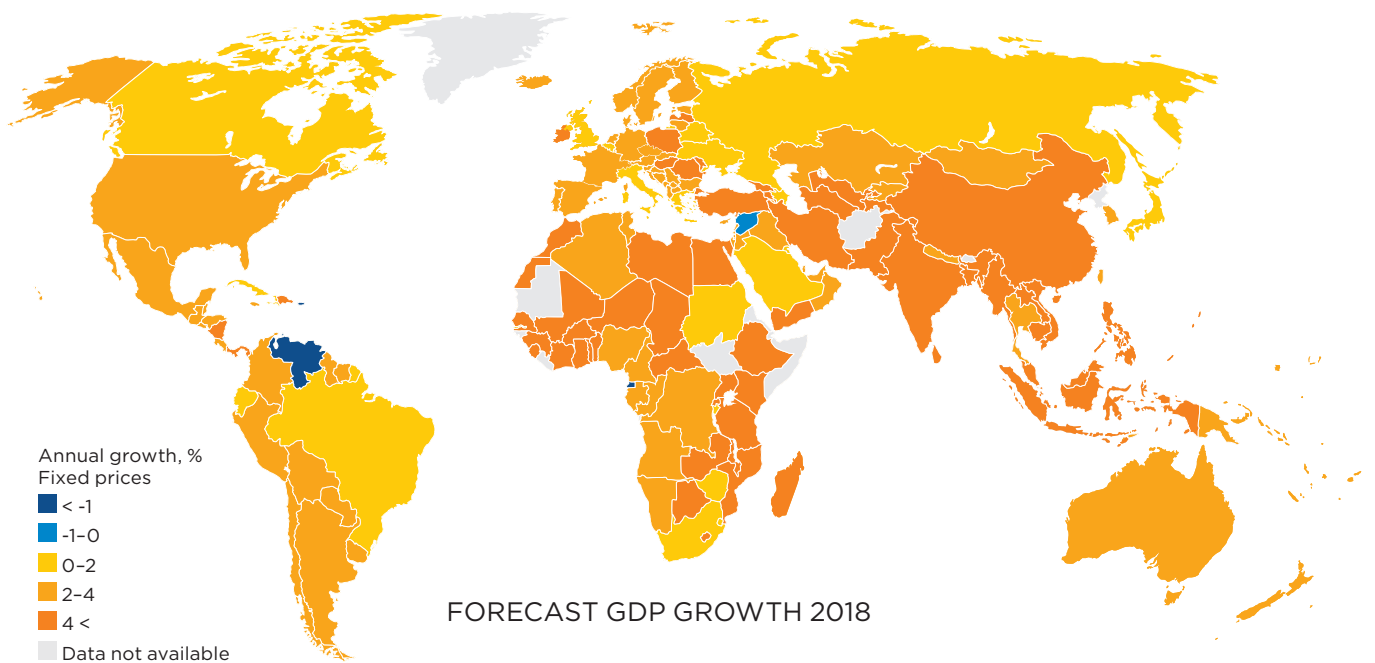 Annual growth, %
Fixed prices
< -1
-1–0
0–2
2–4
4 <
Data not available
FORECAST GDP GROWTH 2018